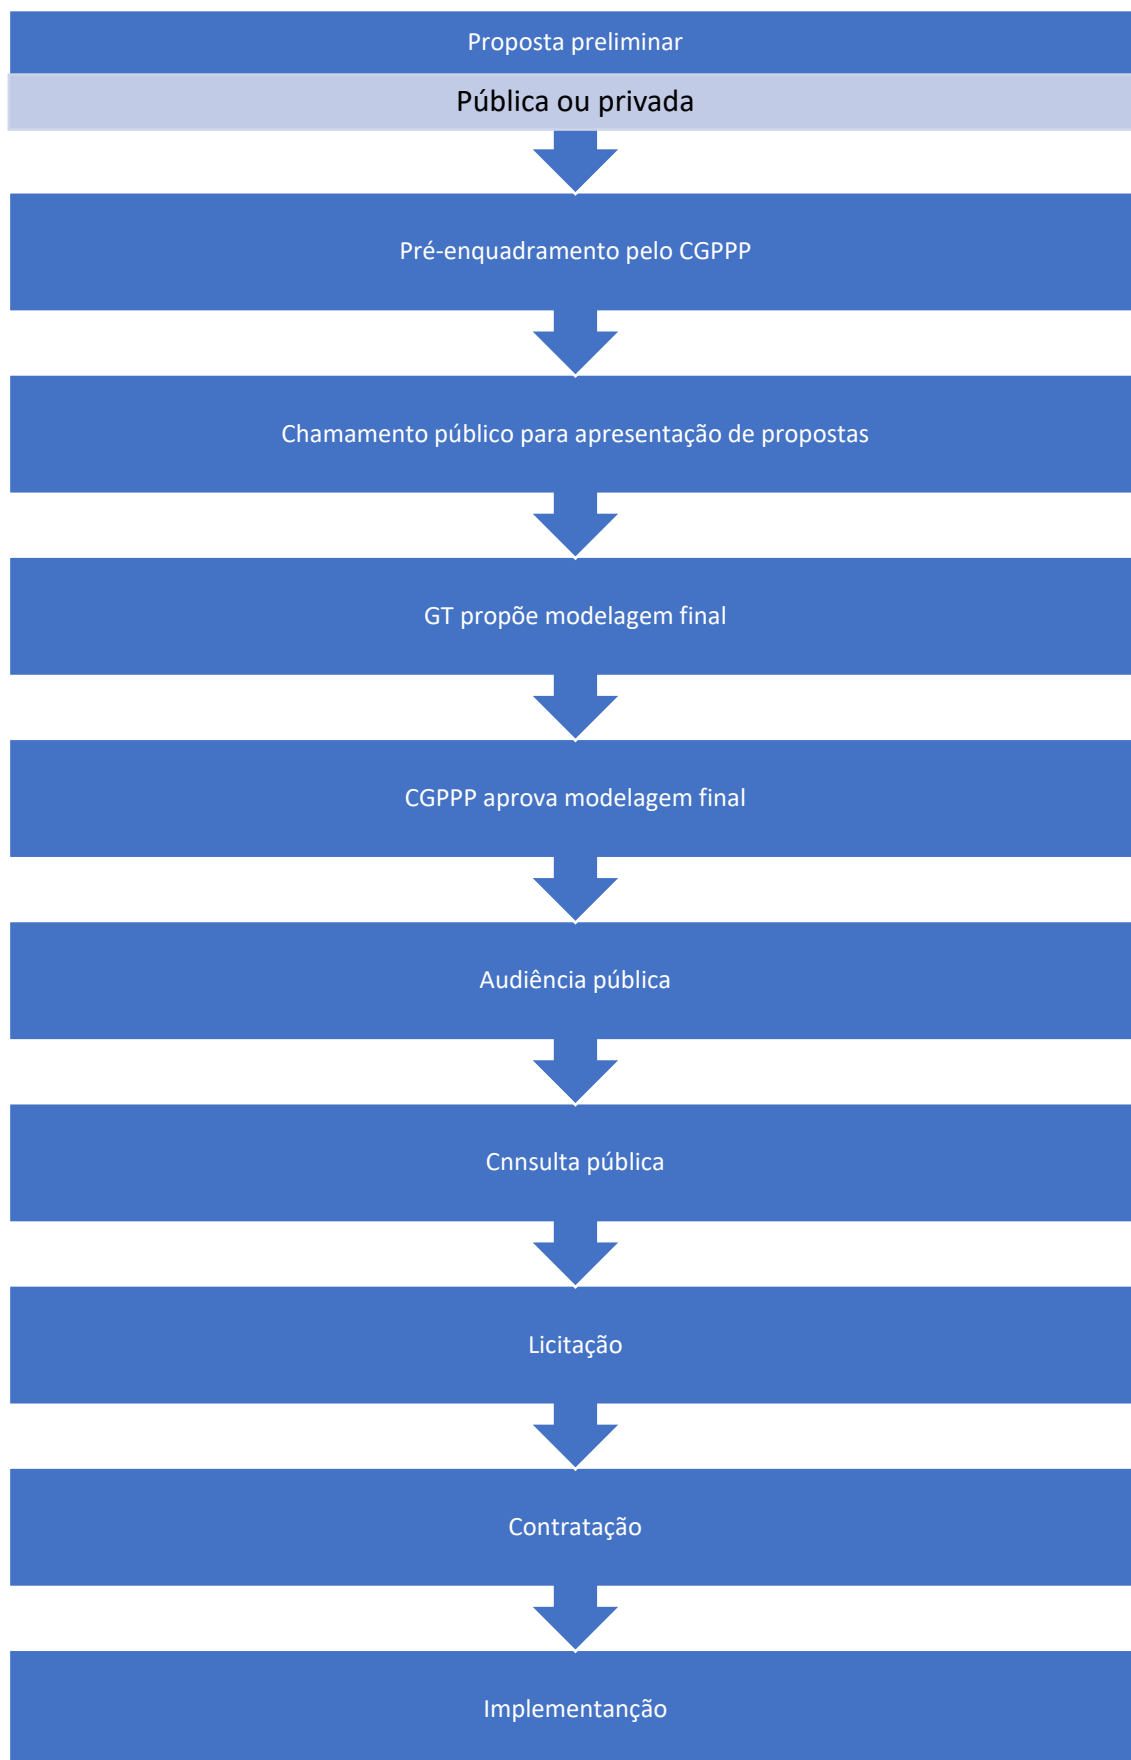 Proposta preliminar
Pública ou privada
Pré-enquadramento pelo CGPPP
Chamamento público para apresentação de propostas
GT propõe modelagem final
CGPPP aprova modelagem final
Audiência pública
Cnnsulta pública
Licitação
Contratação
Implementanção